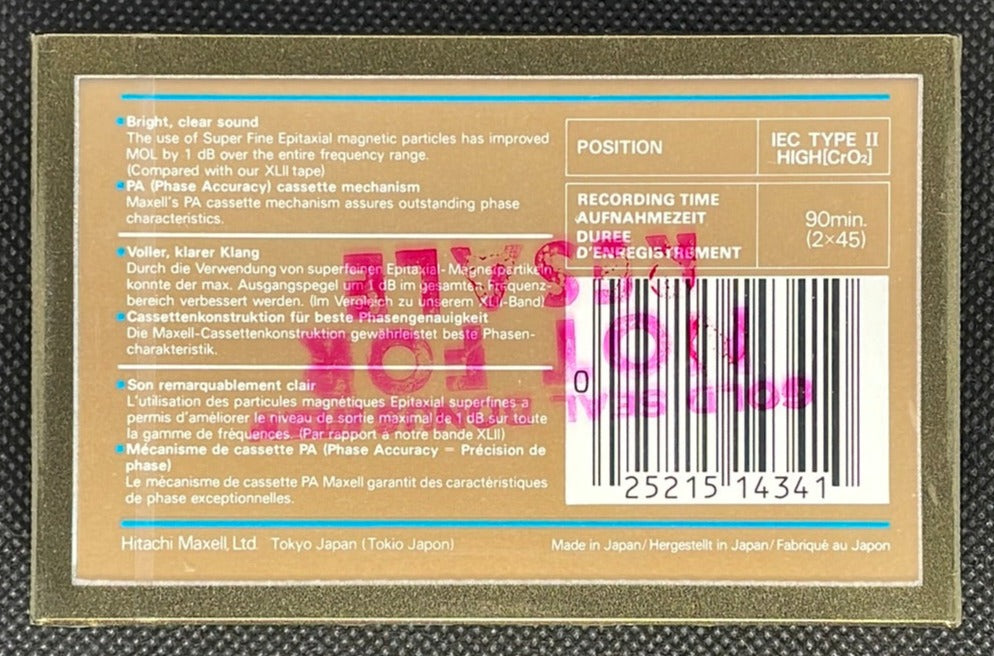 Bright, clear sound
The use of Super Fine Epitaxial magnetic particles has improved
MOL by 1 dB over the entire frequency range.
(Compared with our XLII tape)
PA (Phase Accuracy) cassette mechanism
Maxell's PA cassette mechanism assures outstanding phase
characteristics.
Voller, klarer Klang
Durch die Verwendung von superfeinen Epitaxial-Magnetpartikeln
konnte der max. Ausgangspegel um 1 dB im gesamten Frequenz-
bereich verbessert werden. (Im Vergleich zu unserem XLII-Band)
Cassettenkonstruktion für beste Phasengenauigkeit
Die Maxell-Cassettenkonstruktion gewährleistet beste Phasen-
charakteristik.
Son remarquablement clair
L'utilisation des particules magnétiques Epitaxial superfines a
permis d'améliorer le niveau de sortie maximal de 1 dB sur toute
la gamme de fréquences. (Par rapport à notre bande XLII)
Mécanisme de cassette PA (Phase Accuracy = Précision de
phase)
Le mécanisme de cassette PA Maxell garantit des caractéristiques
de phase exceptionnelles.
POSITION
IEC TYPE II
HIGH[CrO₂]
RECORDING TIME
AUFNAHMEZEIT
DUREE
D'ENREGISTREMENT
90min.
(2×45)
NOT FOR
RESALE
GOLD SEAL
0 25215 14341
Hitachi Maxell, Ltd. Tokyo Japan (Tokio Japon)
Made in Japan/Hergestellt in Japan/Fabriqué au Japon